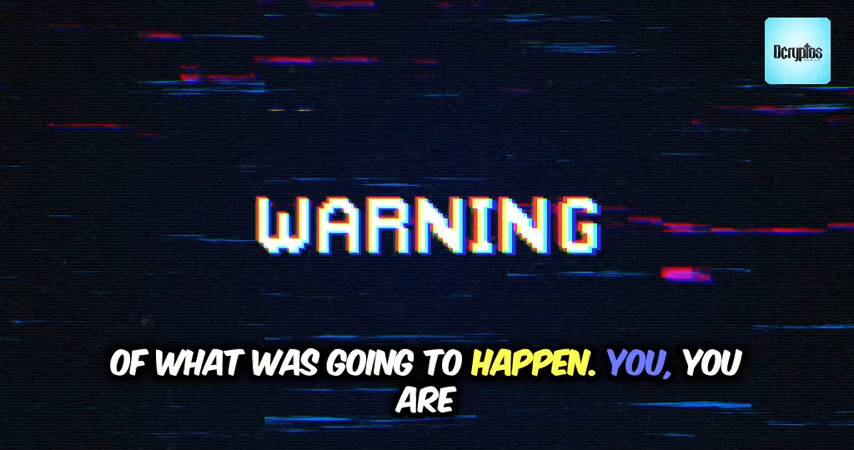 Dcryptos
WARNING
OF WHAT WAS GOING TO HAPPEN. YOU, YOU
ARE